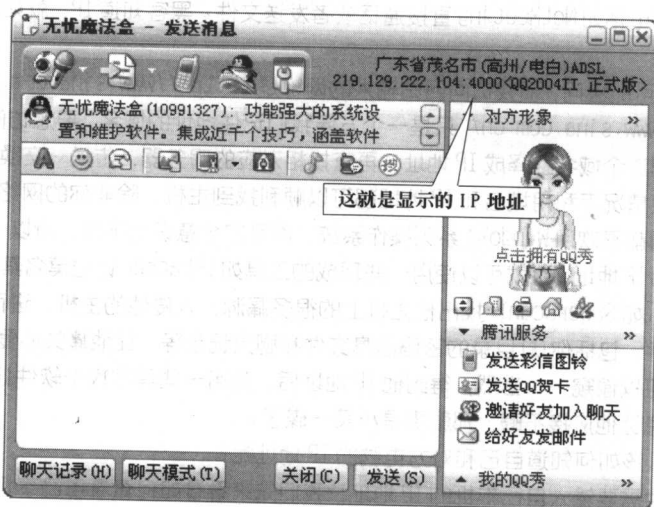 无忧魔法盒 - 发送消息
广东省茂名市(高州/电白)ADSL
219.129.222.104:4000<QQ2004II 正式版>
无忧魔法盒(10991327): 功能强大的系统设
置和维护软件。集成近千个技巧,涵盖软件
对方形象 »
这就是显示的 IP 地址
点击拥有QQ秀
腾讯服务 »
发送彩信图铃
发送QQ贺卡
邀请好友加入聊天
给好友发邮件
我的QQ秀 »
聊天记录(H) 聊天模式(T) 关闭(C) 发送(S)